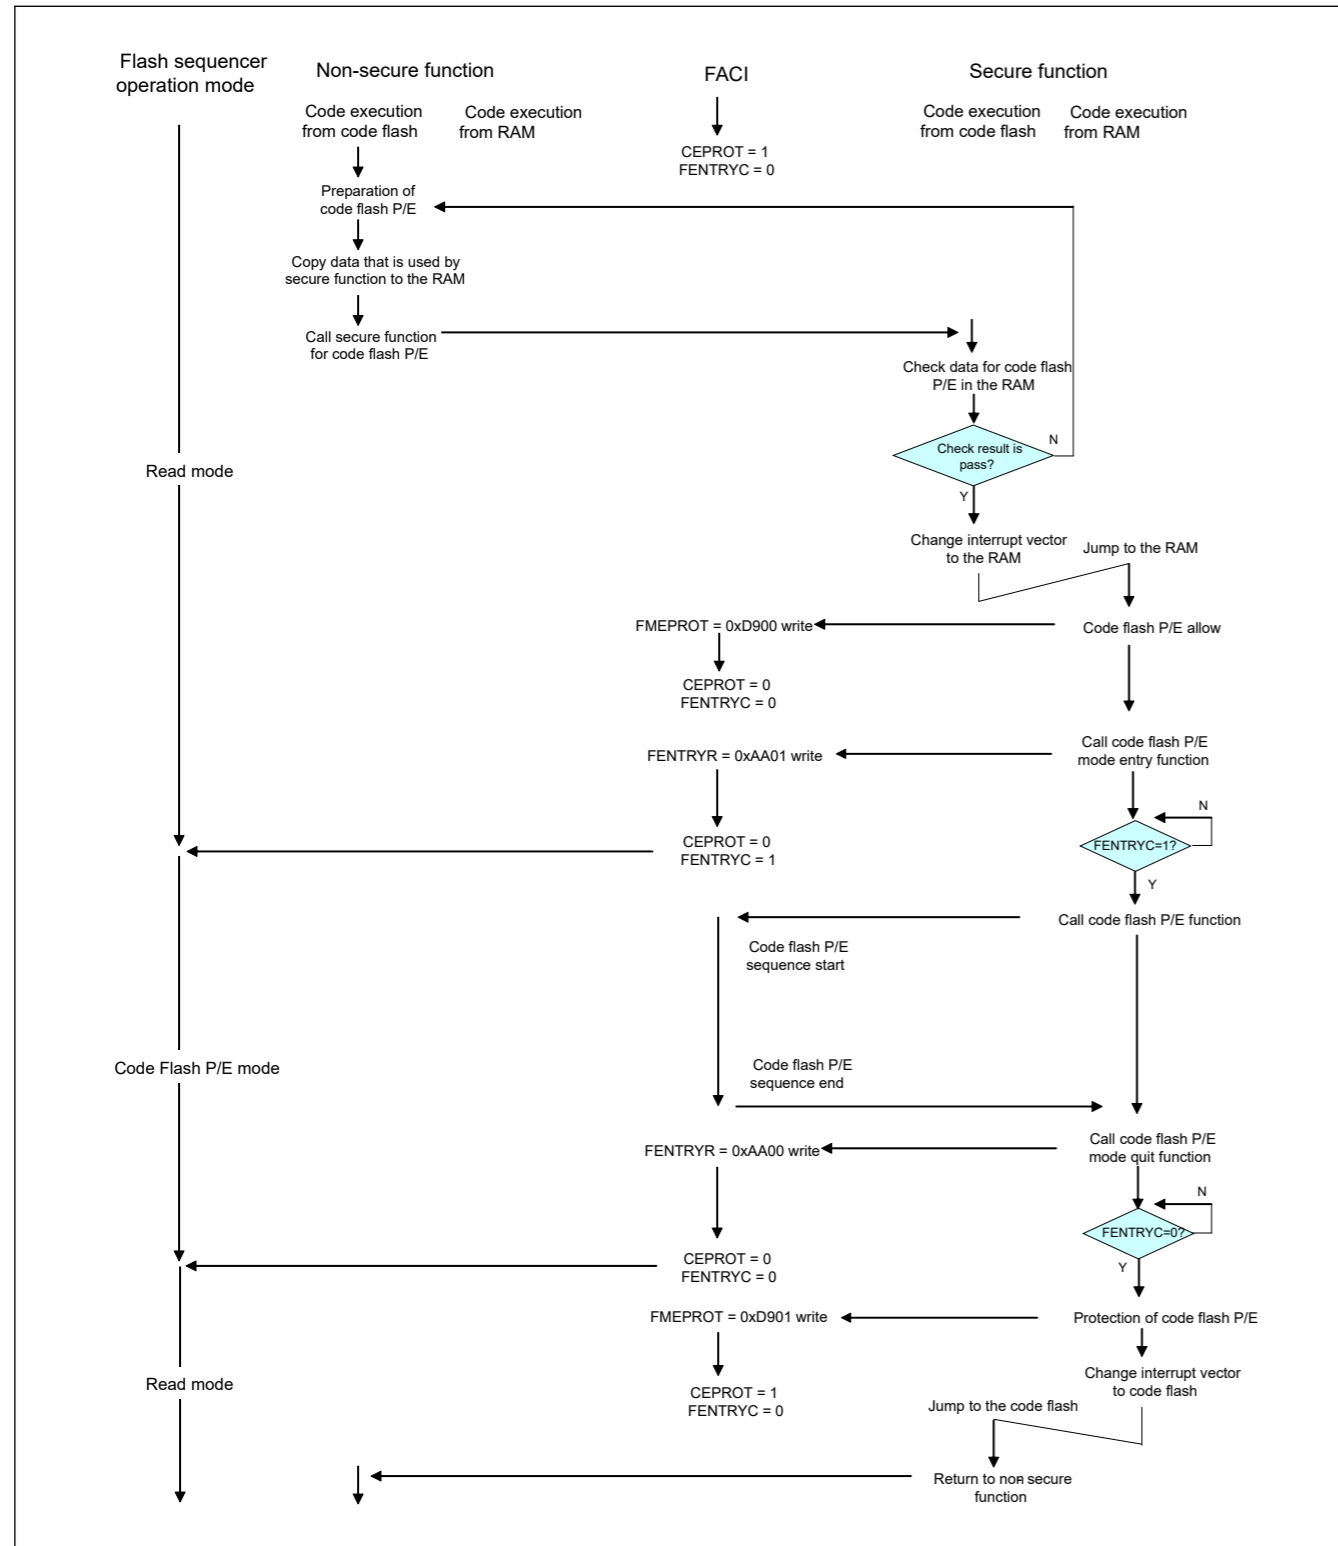 Flash sequencer
operation mode
Non-secure function
FACI
Secure function
Code execution
from code flash
Code execution
from RAM
Code execution
from code flash
Code execution
from RAM
CEPROT = 1
FENTRYC = 0
Preparation of
code flash P/E
Copy data that is used by
secure function to the RAM
Call secure function
for code flash P/E
Check data for code flash
P/E in the RAM
Check result is
pass?
N
Y
Read mode
Change interrupt vector
to the RAM
Jump to the RAM
FMEPROT = 0xD900 write
Code flash P/E allow
CEPROT = 0
FENTRYC = 0
Call code flash P/E
mode entry function
FENTRYR = 0xAA01 write
N
CEPROT = 0
FENTRYC = 1
FENTRYC=1?
Y
Call code flash P/E function
Code flash P/E
sequence start
Code Flash P/E mode
Code flash P/E
sequence end
Call code flash P/E
mode quit function
FENTRYR = 0xAA00 write
N
FENTRYC=0?
Y
CEPROT = 0
FENTRYC = 0
FMEPROT = 0xD901 write
Protection of code flash P/E
Read mode
Change interrupt vector
to code flash
CEPROT = 1
FENTRYC = 0
Jump to the code flash
Return to non secure
function